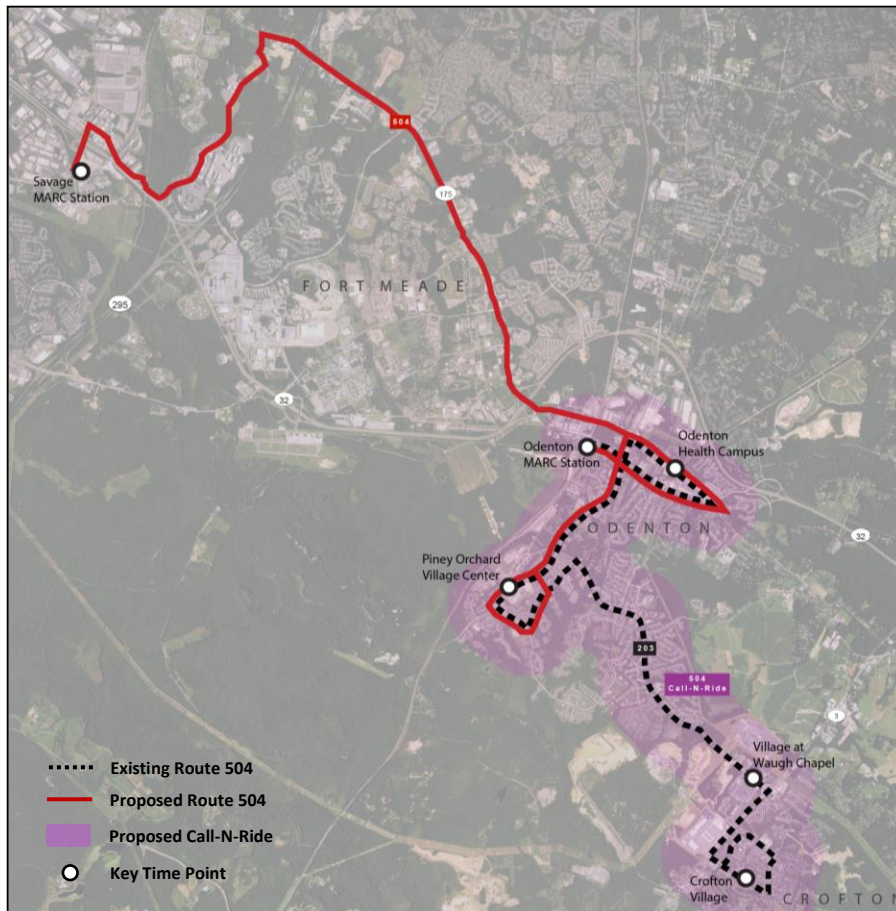 504
Savage
MARC Station
175
FORT MEADE
295
32
Odenton
MARC Station
Odenton
Health Campus
ODENTON
32
Piney Orchard
Village Center
203
504
Call-N-Ride
3
Village at
Waugh Chapel
Existing Route 504
Proposed Route 504
Proposed Call-N-Ride
Key Time Point
Crofton
Village
CROFTO